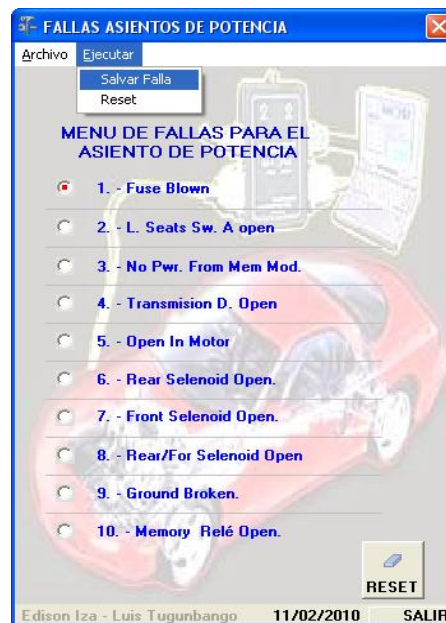 FALLAS ASIENTOS DE POTENCIA
Archivo Ejecutar
Salvar Falla
Reset
MENU DE FALLAS PARA EL
ASIENTO DE POTENCIA
1. - Fuse Blown
2. - L. Seats Sw. A open
3. - No Pwr. From Mem Mod.
4. - Transmision D. Open
5. - Open In Motor
6. - Rear Selenoid Open.
7. - Front Selenoid Open.
8. - Rear/For Selenoid Open
9. - Ground Broken.
10. - Memory Relé Open.
RESET
Edison Iza - Luis Tugunbango 11/02/2010 SALIR